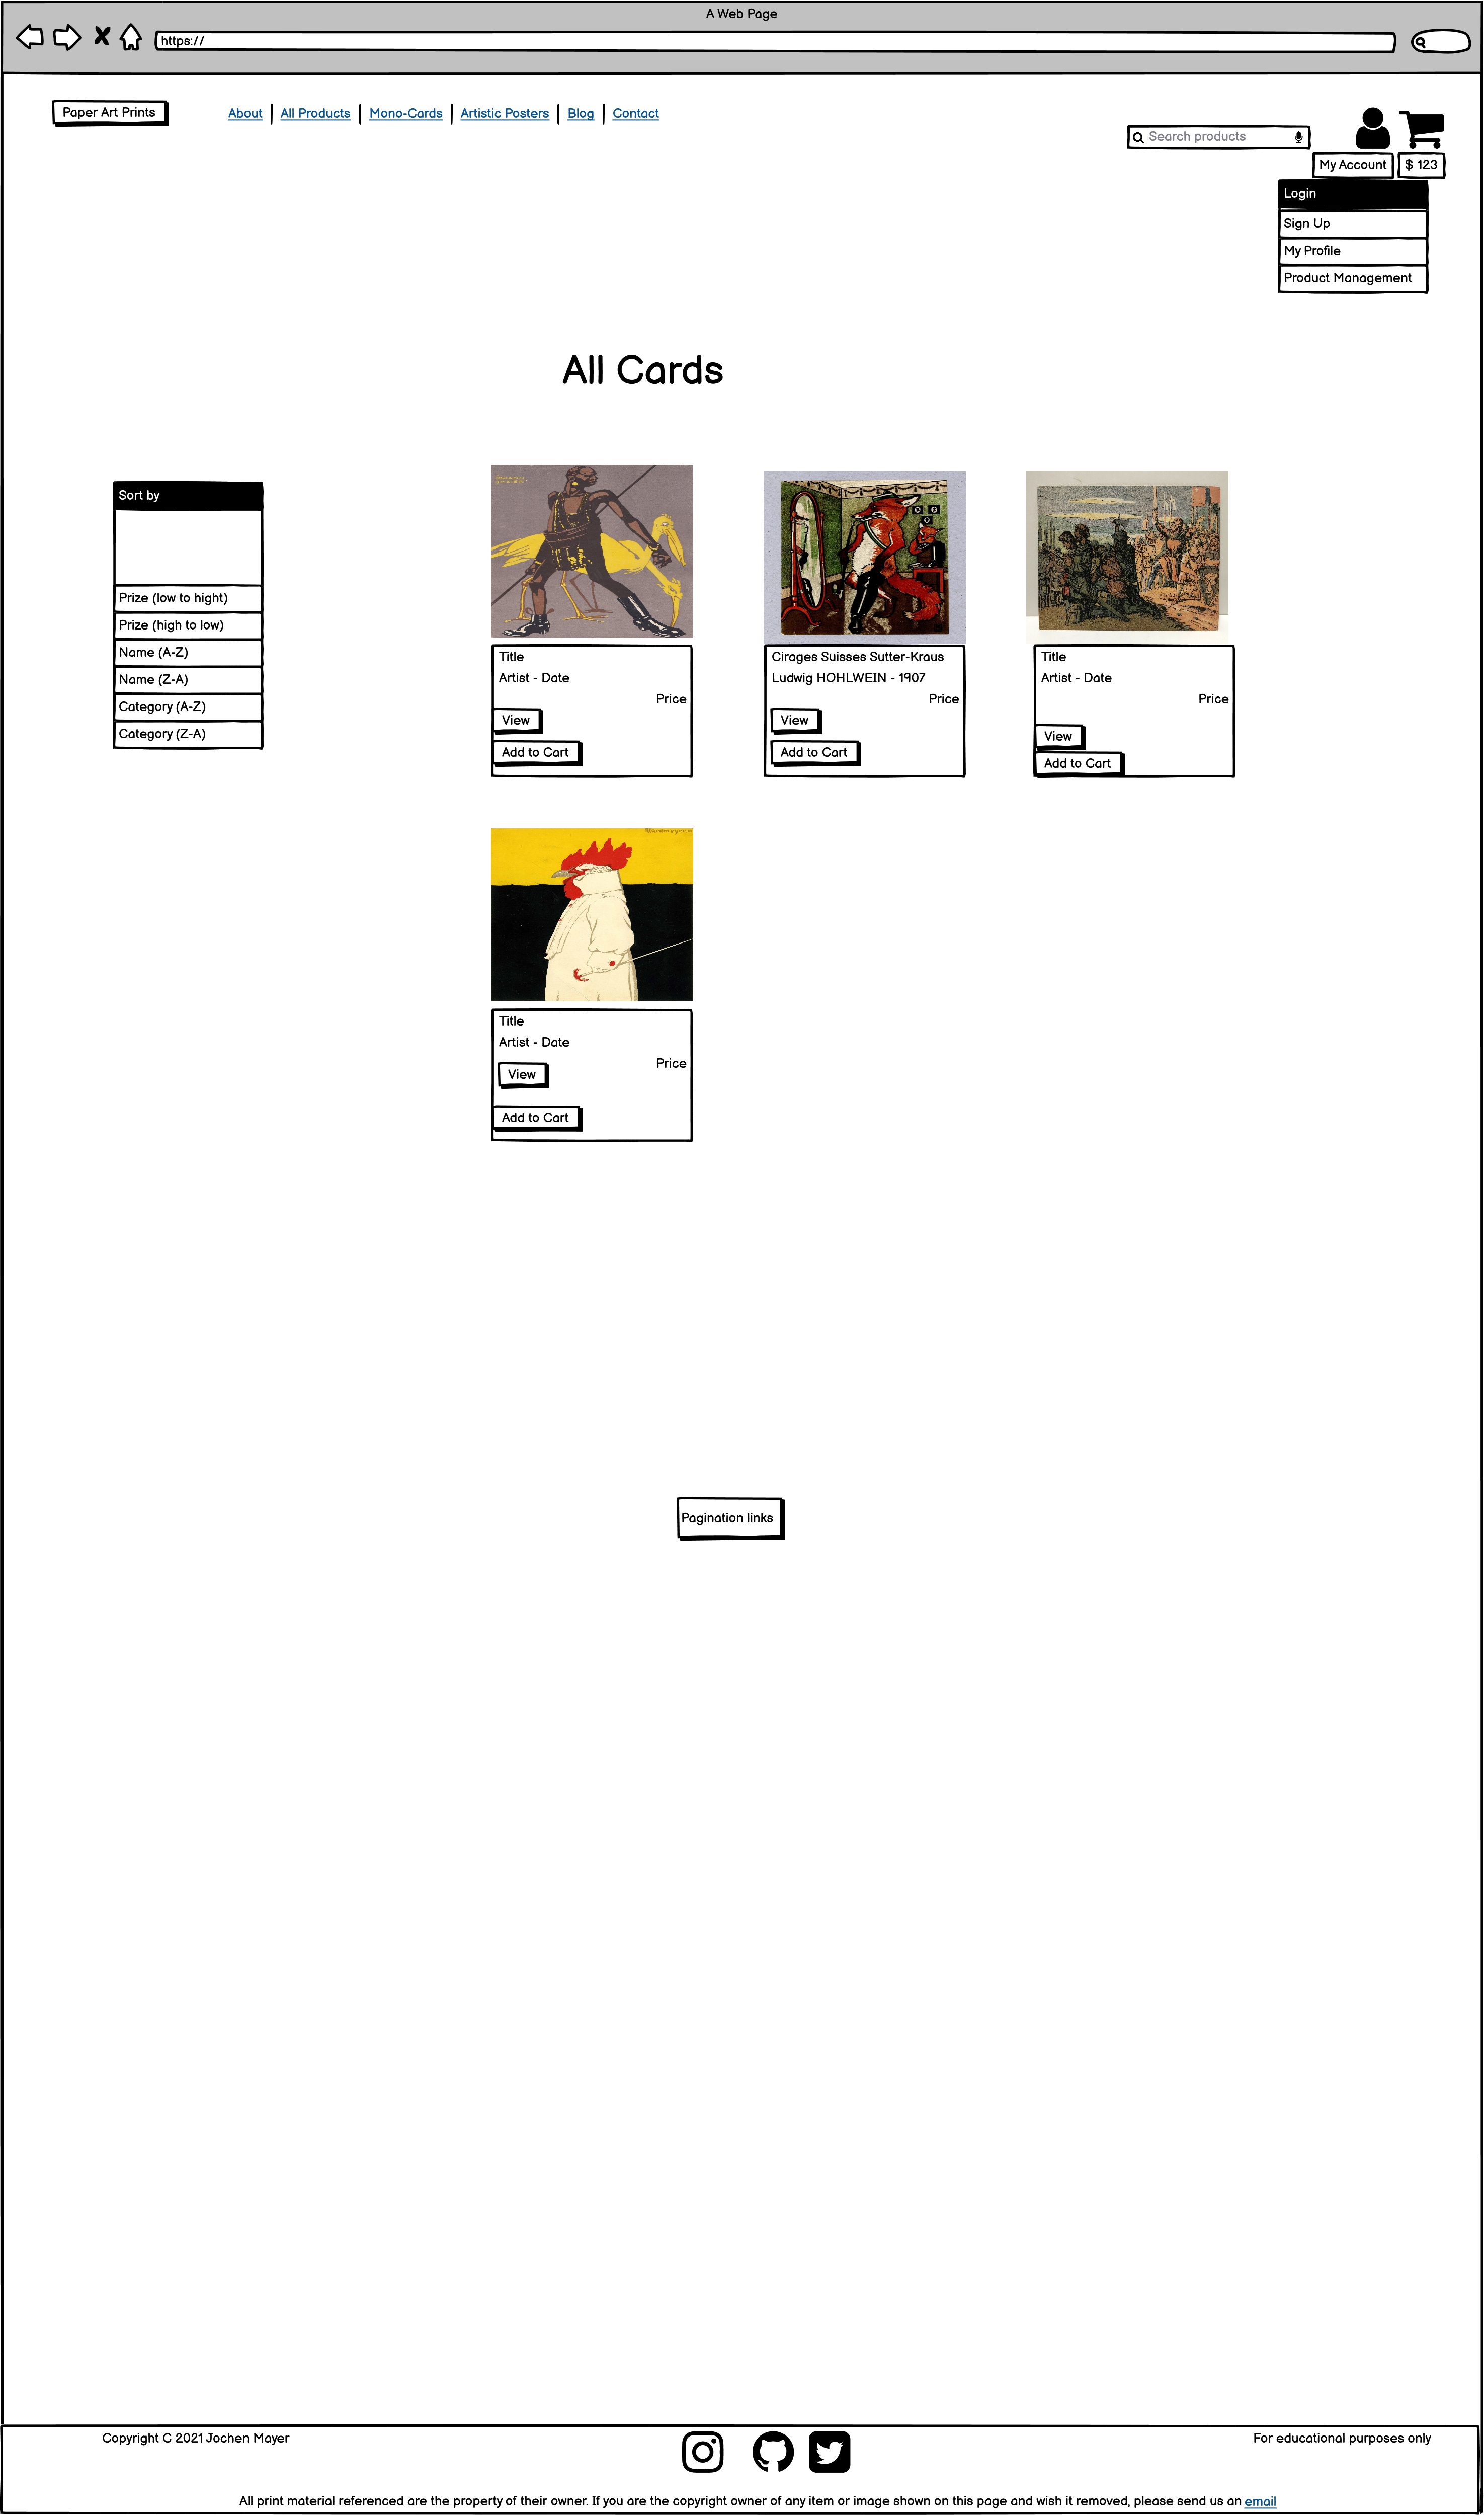 A Web Page
https://
Paper Art Prints
About
All Products
Mono-Cards
Artistic Posters
Blog
Contact
Search products
My Account
$ 123
Login
Sign Up
My Profile
Product Management
All Cards
Sort by
Prize (low to hight)
Prize (high to low)
Name (A-Z)
Name (Z-A)
Category (A-Z)
Category (Z-A)
Title
Artist - Date
Price
View
Add to Cart
Cirages Suisses Sutter-Kraus
Ludwig HOHLWEIN - 1907
Price
View
Add to Cart
Title
Artist - Date
Price
View
Add to Cart
Title
Artist - Date
Price
View
Add to Cart
Pagination links
Copyright C 2021 Jochen Mayer
For educational purposes only
All print material referenced are the property of their owner. If you are the copyright owner of any item or image shown on this page and wish it removed, please send us an email